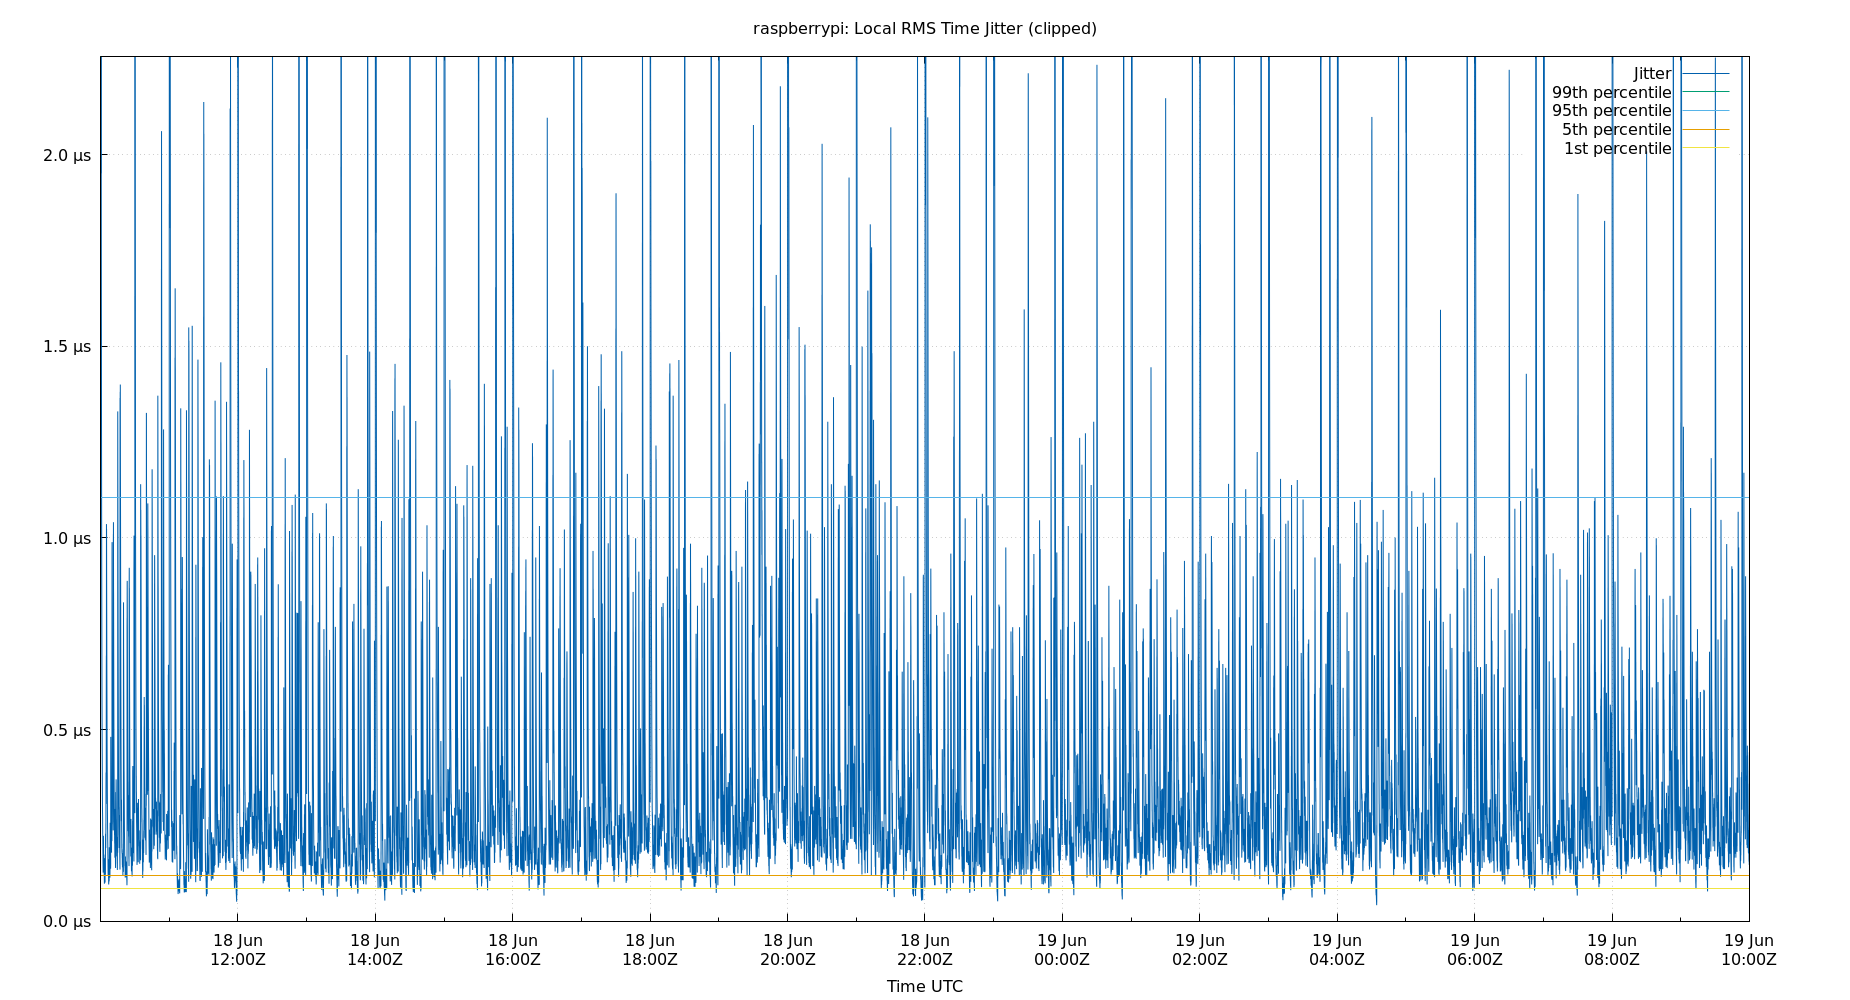 raspberrypi: Local RMS Time Jitter (clipped)
Jitter
99th percentile
95th percentile
5th percentile
1st percentile
2.0 µs
1.5 µs
1.0 µs
0.5 µs
0.0 µs
18 Jun 18 Jun 18 Jun 18 Jun 18 Jun 18 Jun 19 Jun 19 Jun 19 Jun 19 Jun 19 Jun 19 Jun
12:00Z 14:00Z 16:00Z 18:00Z 20:00Z 22:00Z 00:00Z 02:00Z 04:00Z 06:00Z 08:00Z 10:00Z
Time UTC